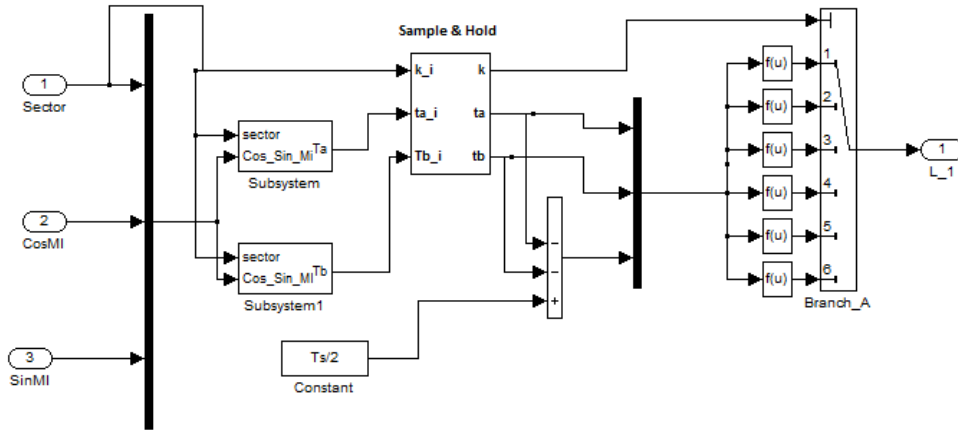 Sample & Hold
1
Sector
2
CosMI
3
SinMI
sector
Cos_Sin_MI
Ta
Subsystem
sector
Cos_Sin_MI
Tb
Subsystem1
k_i
ta_i
Tb_i
k
ta
tb
Ts/2
Constant
−
−
+
f(u)
f(u)
f(u)
f(u)
f(u)
f(u)
1
2
3
4
5
6
Branch_A
1
L_1